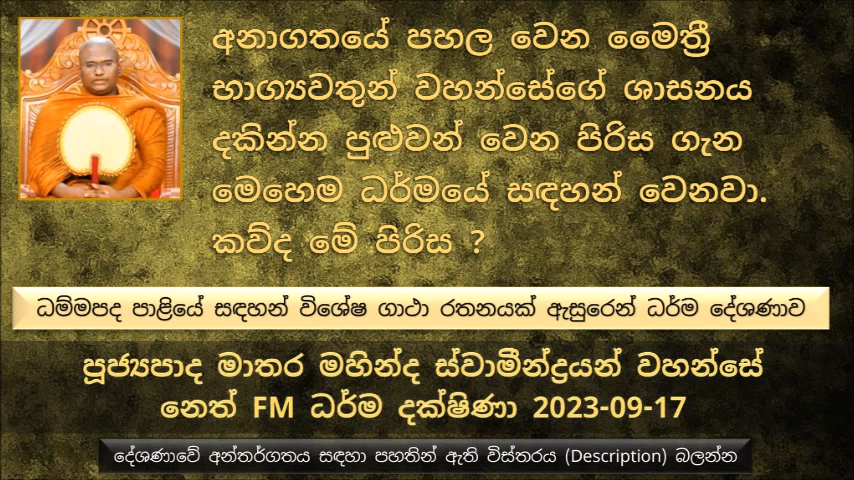 අනාගතයේ පහල වෙන මෛත්‍රී
භාග්‍යවතුන් වහන්සේගේ ශාසනය
දකින්න පුළුවන් වෙන පිරිස ගැන
මෙහෙම ධර්මයේ සඳහන් වෙනවා.
කව්ද මේ පිරිස ?
ධම්මපද පාළියේ සඳහන් විශේෂ ගාථා රතනයක් ඇසුරෙන් ධර්ම දේශණාව
පූජ්‍යපාද මාතර මහින්ද ස්වාමීන්ද්‍රයන් වහන්සේ
නෙත් FM ධර්ම දක්ෂිණා 2023-09-17
දේශණාවේ අන්තර්ගතය සඳහා පහතින් ඇති විස්තරය (Description) බලන්න